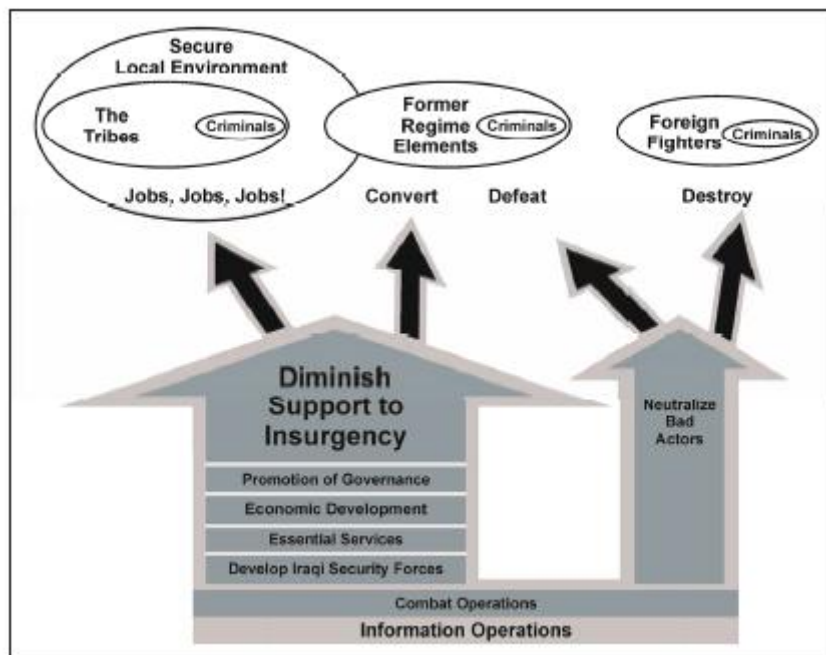 Secure
Local Environment
The
Tribes
Criminals
Jobs, Jobs, Jobs!
Former
Regime
Elements
Criminals
Convert
Defeat
Foreign
Fighters
Criminals
Destroy
Diminish
Support to
Insurgency
Promotion of Governance
Economic Development
Essential Services
Develop Iraqi Security Forces
Neutralize
Bad
Actors
Combat Operations
Information Operations